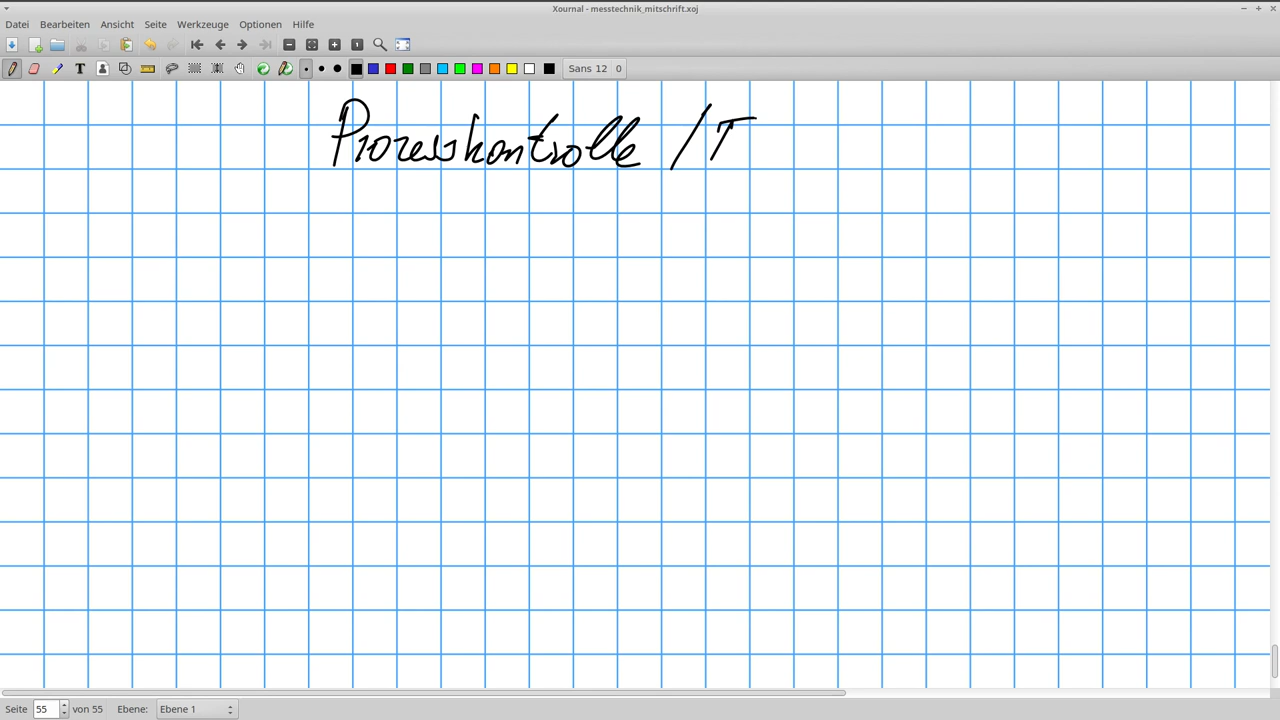 Xournal - messtechnik_mitschrift.xoj
Datei Bearbeiten Ansicht Seite Werkzeuge Optionen Hilfe
Sans 12 0
Prozesskontrolle / T
Seite 55 von 55 Ebene: Ebene 1